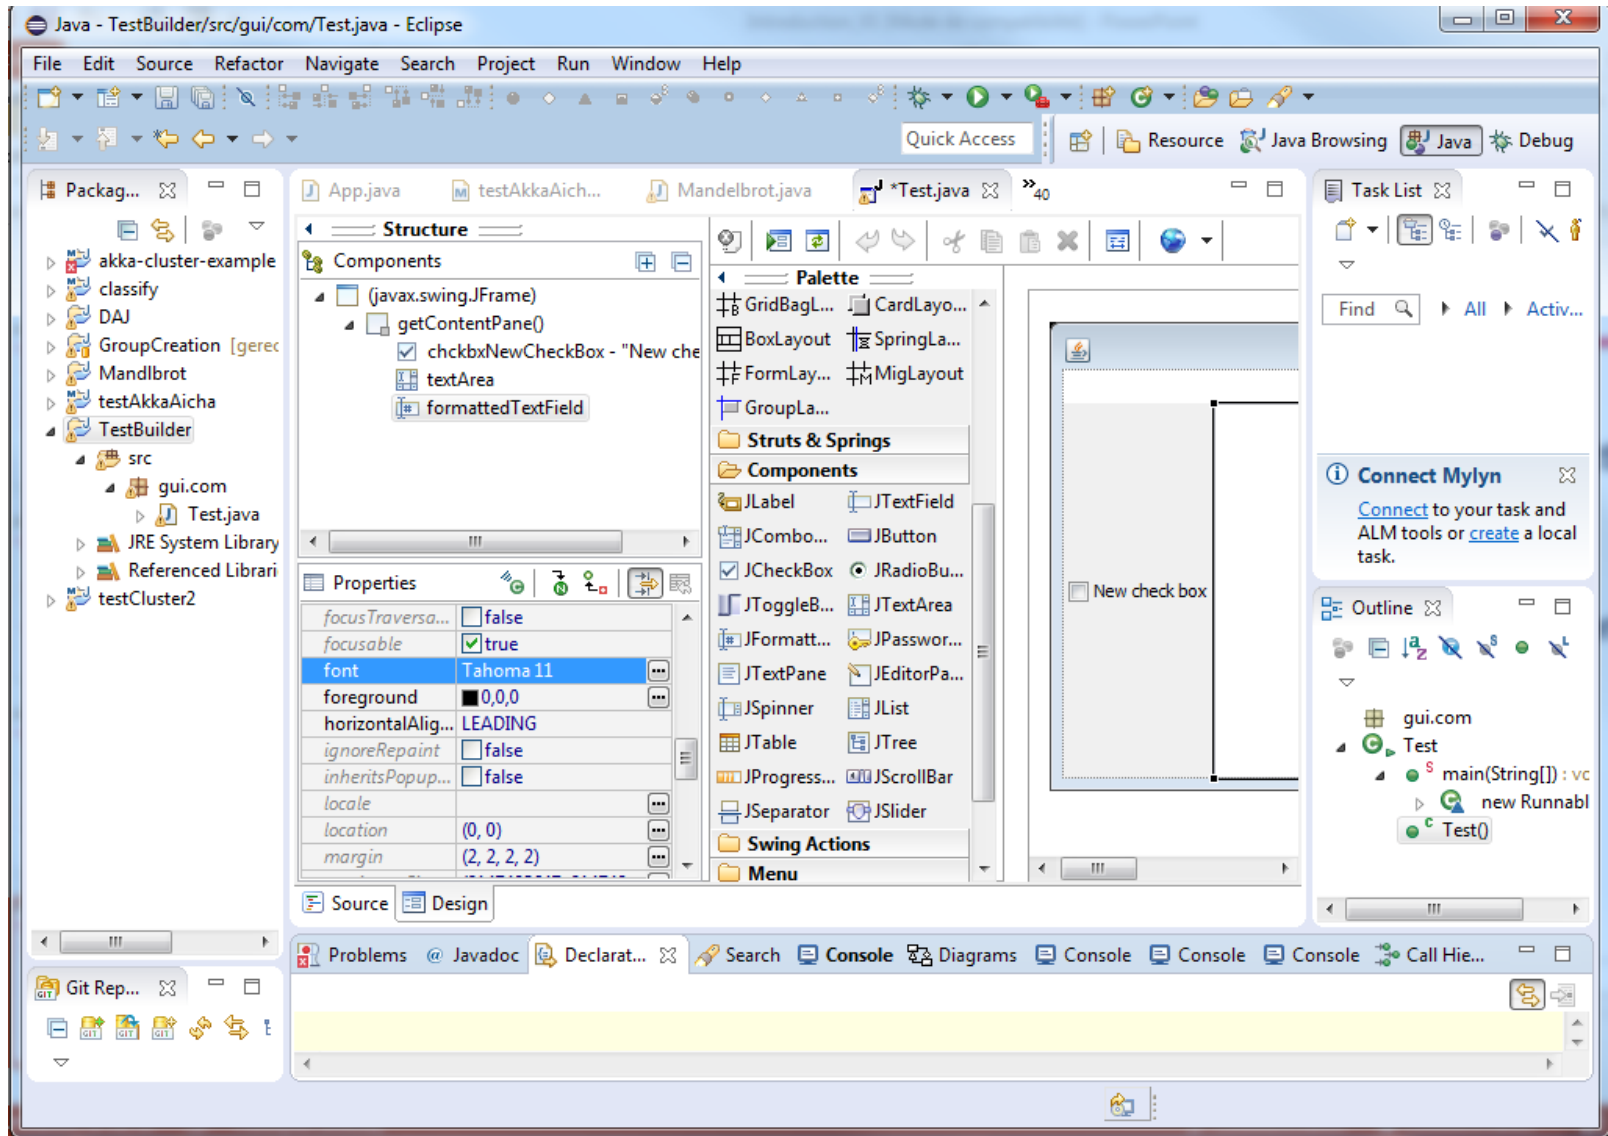 Java - TestBuilder/src/gui/com/Test.java - Eclipse
File Edit Source Refactor Navigate Search Project Run Window Help
Quick Access
Resource Java Browsing Java Debug
Packag...
akka-cluster-example
classify
DAJ
GroupCreation [gerec
Mandlbrot
testAkkaAicha
TestBuilder
src
gui.com
Test.java
JRE System Library
Referenced Librari
testCluster2
Git Rep...
App.java testAkkaAich... Mandelbrot.java *Test.java »40
Structure
Components
(javax.swing.JFrame)
getContentPane()
chckbxNewCheckBox - "New che
textArea
formattedTextField
Properties
focusTraversa... false
focusable true
font Tahoma 11
foreground 0,0,0
horizontalAlig... LEADING
ignoreRepaint false
inheritsPopup... false
locale
location (0, 0)
margin (2, 2, 2, 2)
Source Design
Palette
GridBagL... CardLayo...
BoxLayout SpringLa...
FormLay... MigLayout
GroupLa...
Struts & Springs
Components
JLabel JTextField
JCombo... JButton
JCheckBox JRadioBu...
JToggleB... JTextArea
JFormatt... JPasswor...
JTextPane JEditorPa...
JSpinner JList
JTable JTree
JProgress... JScrollBar
JSeparator JSlider
Swing Actions
Menu
New check box
Task List
Find All Activ...
Connect Mylyn
Connect to your task and
ALM tools or create a local
task.
Outline
gui.com
Test
main(String[]) : vc
new Runnabl
Test()
Problems @ Javadoc Declarat... Search Console Diagrams Console Console Console Call Hie...